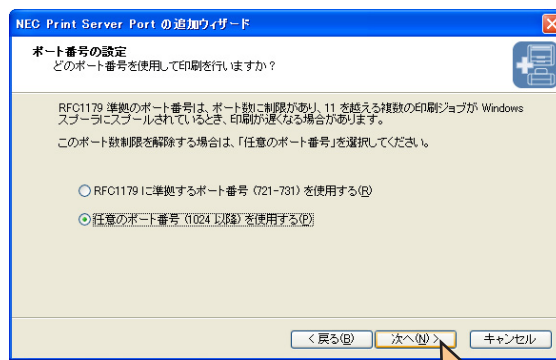 NEC Print Server Port の追加ウィザード
ポート番号の設定
どのポート番号を使用して印刷を行いますか？
RFC1179 準拠のポート番号は、ポート数に制限があり、11 を越える複数の印刷ジョブが Windows
スプーラにスプールされているとき、印刷が遅くなる場合があります。
このポート数制限を解除する場合は、「任意のポート番号」を選択してください。
RFC1179 に準拠するポート番号 (721-731) を使用する(R)
任意のポート番号 (1024 以降) を使用する(P)
< 戻る(B)
次へ(N) >
キャンセル